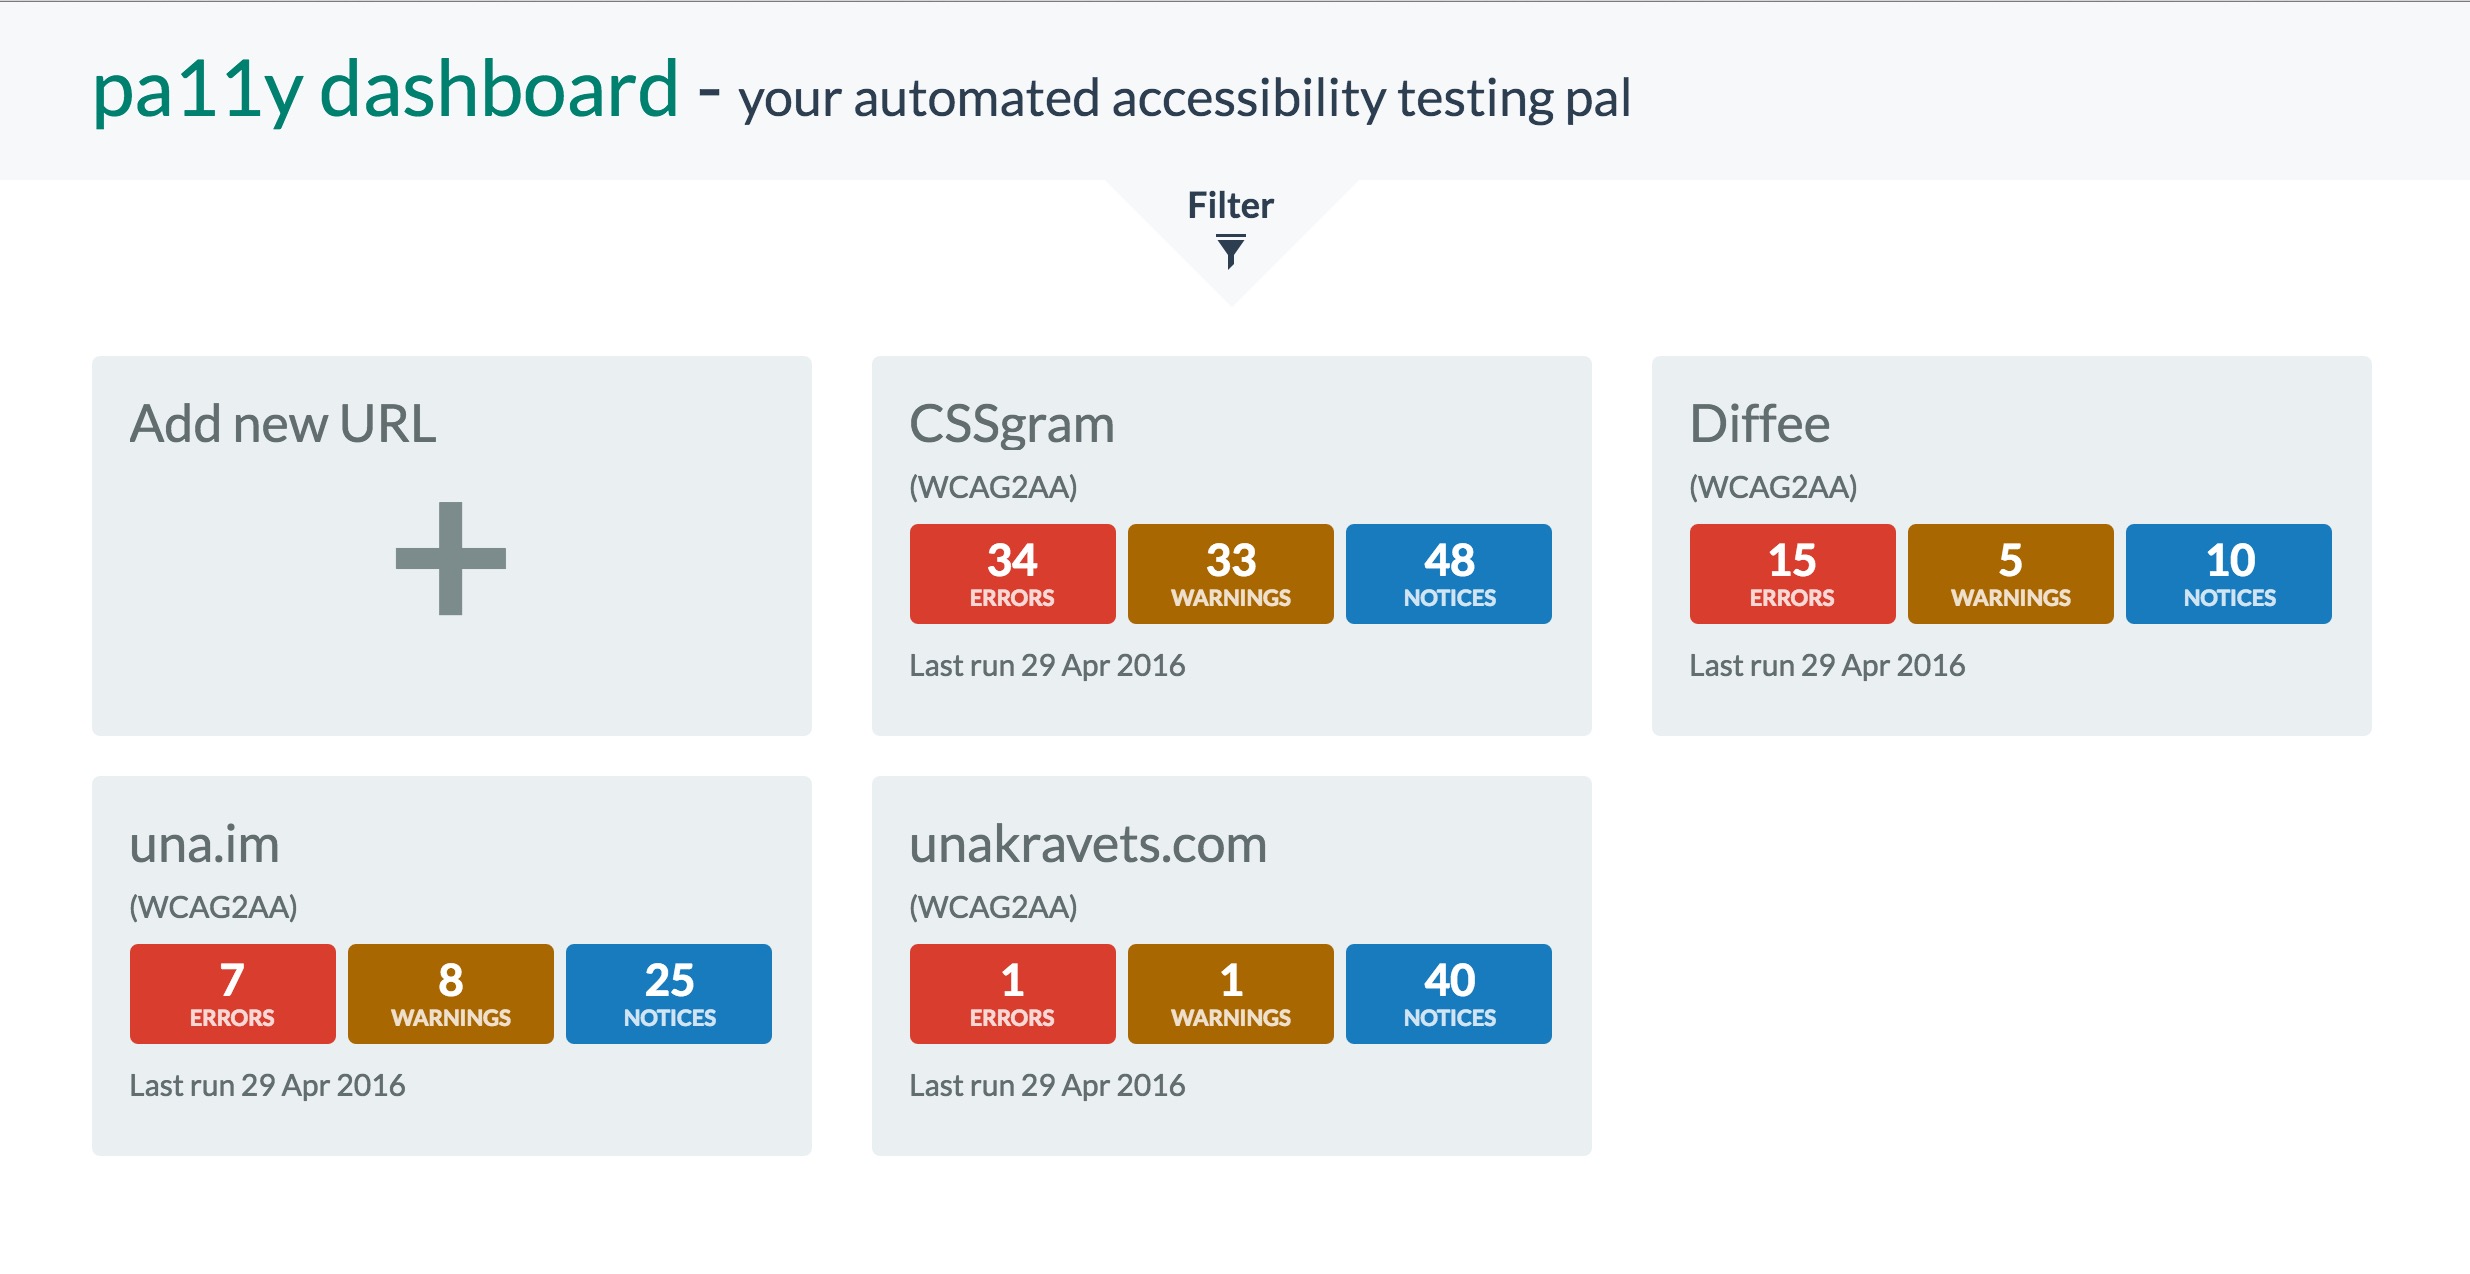 pa11y dashboard - your automated accessibility testing pal
Filter
Add new URL
CSSgram
(WCAG2AA)
34 33 48
ERRORS WARNINGS NOTICES
Last run 29 Apr 2016
Diffee
(WCAG2AA)
15 5 10
ERRORS WARNINGS NOTICES
Last run 29 Apr 2016
una.im
(WCAG2AA)
7 8 25
ERRORS WARNINGS NOTICES
Last run 29 Apr 2016
unakravets.com
(WCAG2AA)
1 1 40
ERRORS WARNINGS NOTICES
Last run 29 Apr 2016